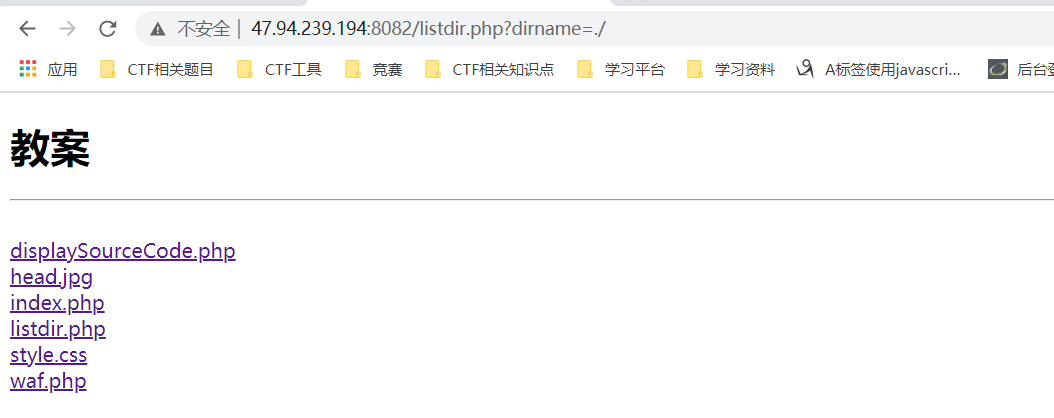 不安全 | 47.94.239.194:8082/listdir.php?dirname=./
应用 CTF相关题目 CTF工具 竞赛 CTF相关知识点 学习平台 学习资料 A标签使用javascri... 后台登
教案
displaySourceCode.php
head.jpg
index.php
listdir.php
style.css
waf.php